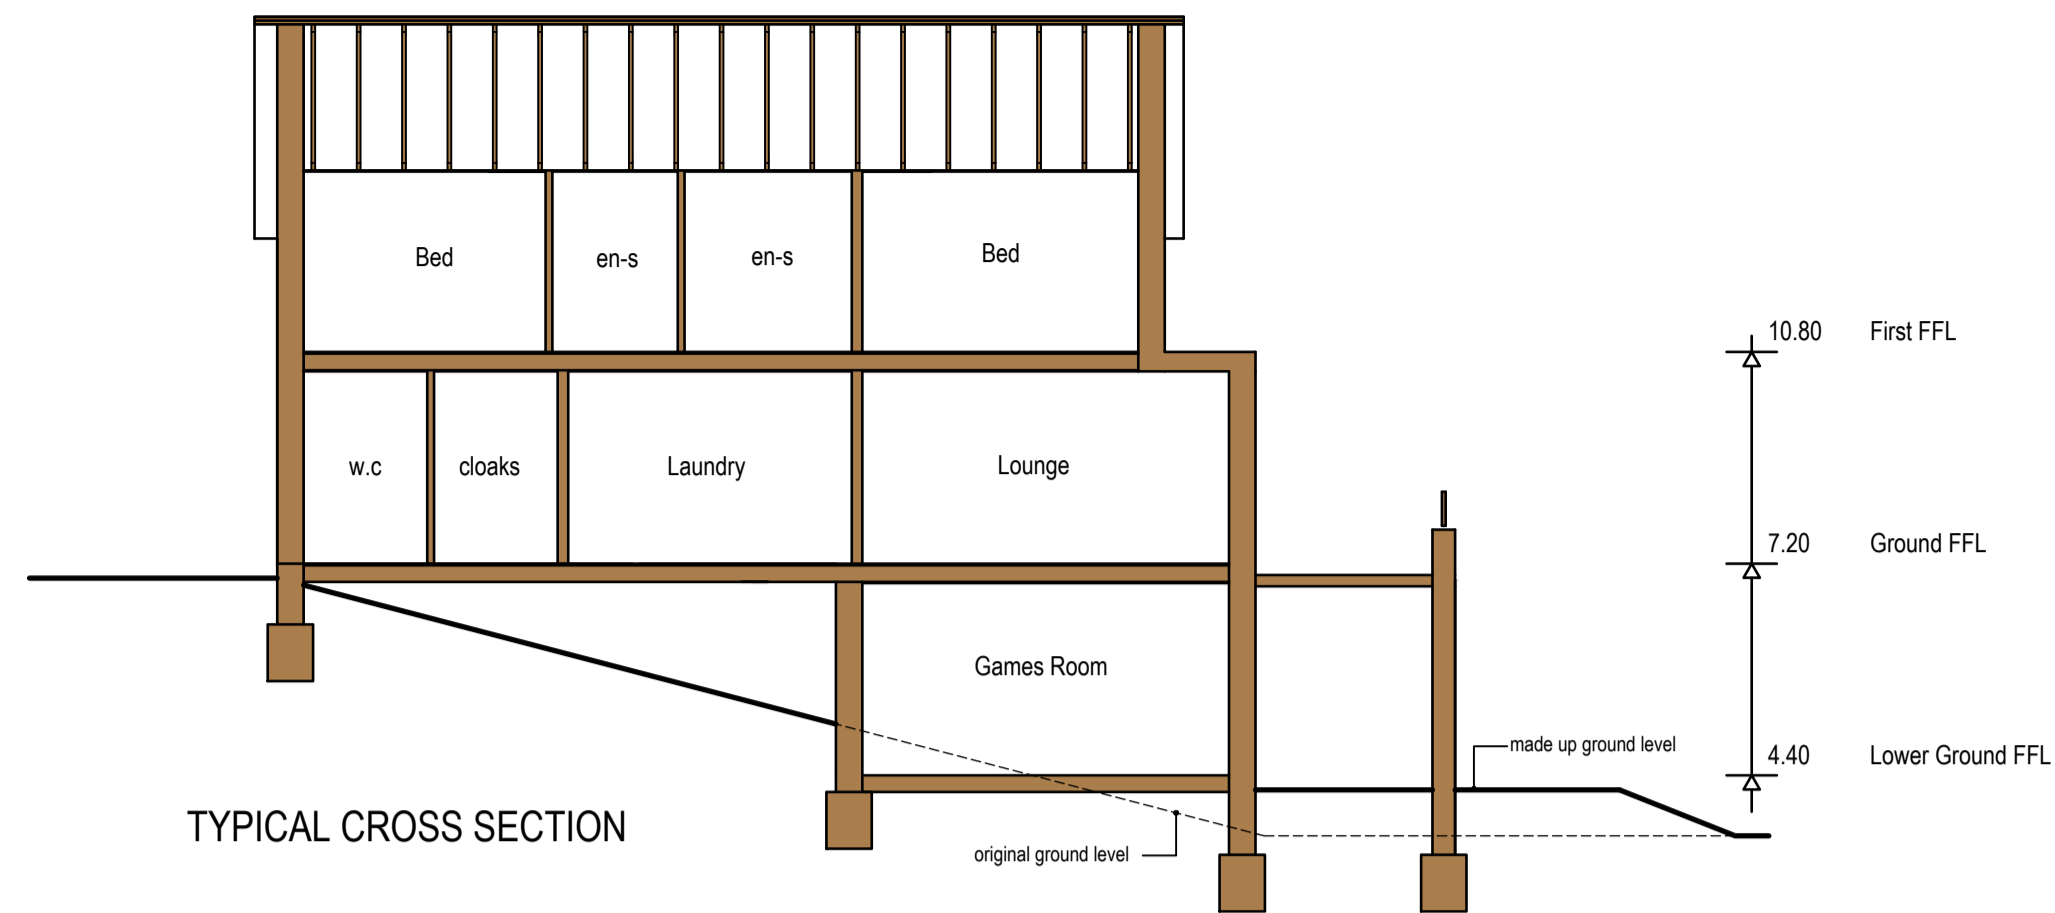 Bed
en-s
en-s
Bed
10.80 First FFL
w.c
cloaks
Laundry
Lounge
7.20 Ground FFL
Games Room
made up ground level
4.40 Lower Ground FFL
TYPICAL CROSS SECTION
original ground level